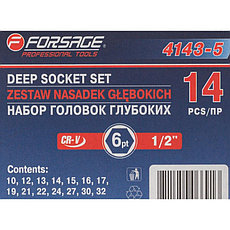 FORSAGE
PROFESSIONAL TOOLS
4143-5
DEEP SOCKET SET
ZESTAW NASADEK GŁĘBOKICH
НАБОР ГОЛОВОК ГЛУБОКИХ
14
PCS/ПР
CR-V
6pt
1/2"
Contents:
10, 12, 13, 14, 15, 16, 17,
19, 21, 22, 24, 27, 30, 32